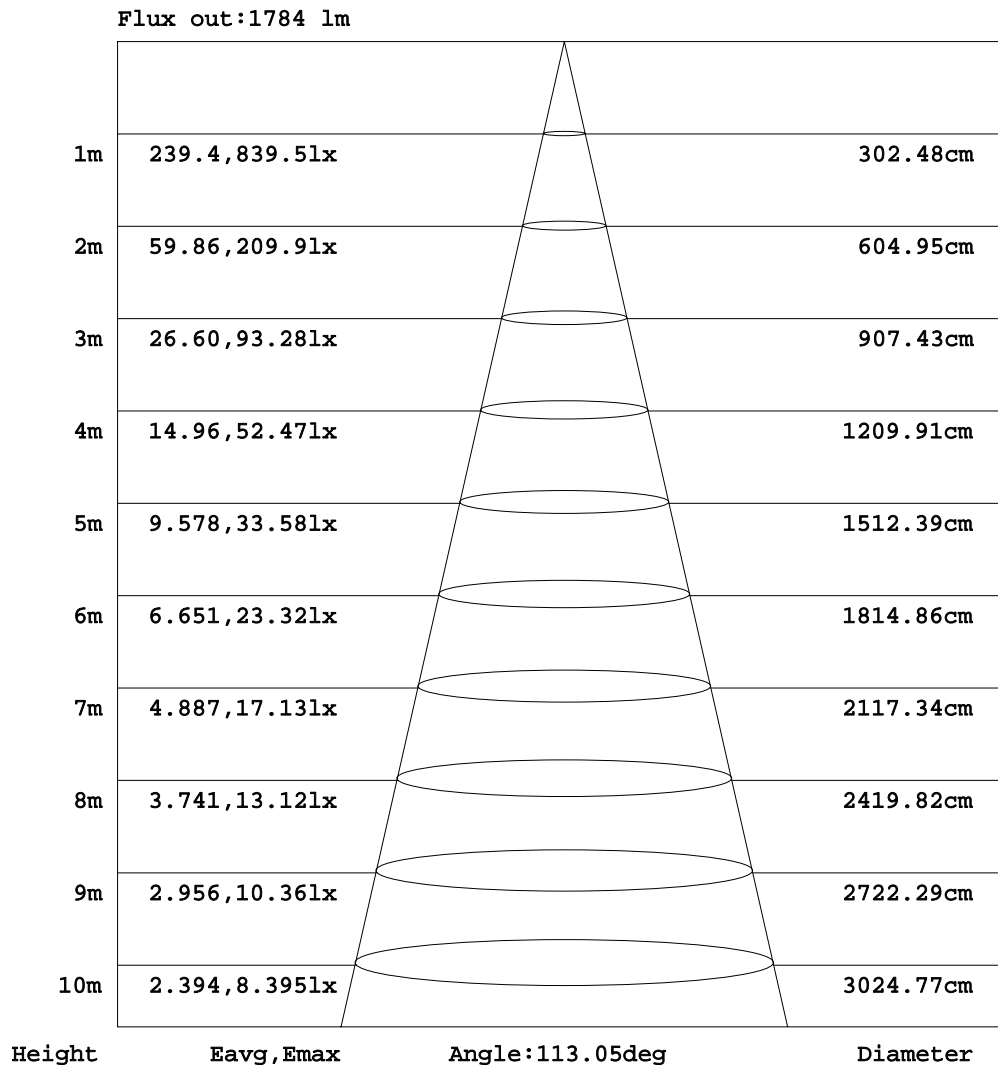 Flux out:1784 lm
1m 239.4,839.5lx 302.48cm
2m 59.86,209.9lx 604.95cm
3m 26.60,93.28lx 907.43cm
4m 14.96,52.47lx 1209.91cm
5m 9.578,33.58lx 1512.39cm
6m 6.651,23.32lx 1814.86cm
7m 4.887,17.13lx 2117.34cm
8m 3.741,13.12lx 2419.82cm
9m 2.956,10.36lx 2722.29cm
10m 2.394,8.395lx 3024.77cm
Height Eavg,Emax Angle:113.05deg Diameter